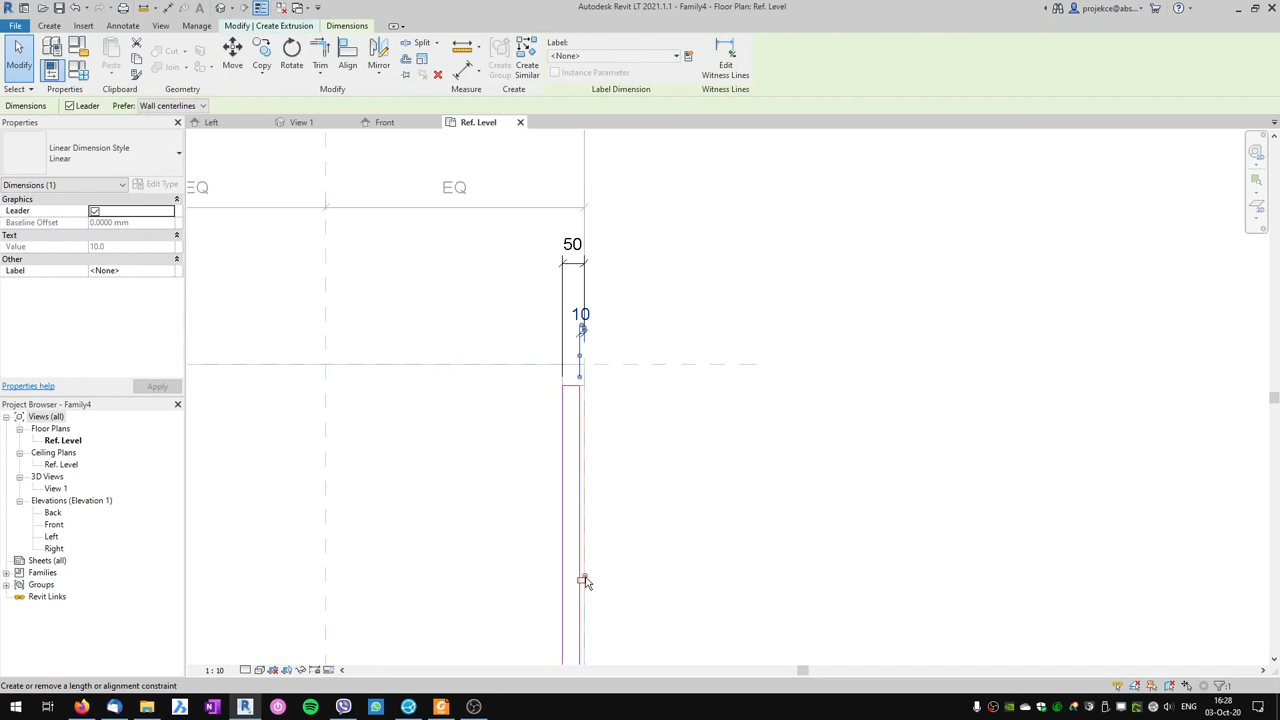 Autodesk Revit LT 2021.1.1 - Family4 - Floor Plan: Ref. Level
projekce@abs...
File Create Insert Annotate View Manage Modify | Create Extrusion Dimensions
Modify Paste Cut Join Move Copy Rotate Trim Align Mirror Split Create Group Create Similar Label: <None> Edit Witness Lines
Instance Parameter
Select Properties Clipboard Geometry Modify Measure Create Label Dimension Witness Lines
Dimensions Leader Prefer: Wall centerlines
Properties
Left View 1 Front Ref. Level
Linear Dimension Style
Linear
Dimensions (1) Edit Type
Graphics
Leader
Baseline Offset 0.0000 mm
Text
Value 10.0
Other
Label <None>
EQ EQ
50
10
Properties help Apply
Project Browser - Family4
Views (all)
Floor Plans
Ref. Level
Ceiling Plans
Ref. Level
3D Views
View 1
Elevations (Elevation 1)
Back
Front
Left
Right
Sheets (all)
Families
Groups
Revit Links
1 : 10
Create or remove a length or alignment constraint
:1
16:28
03-Oct-20